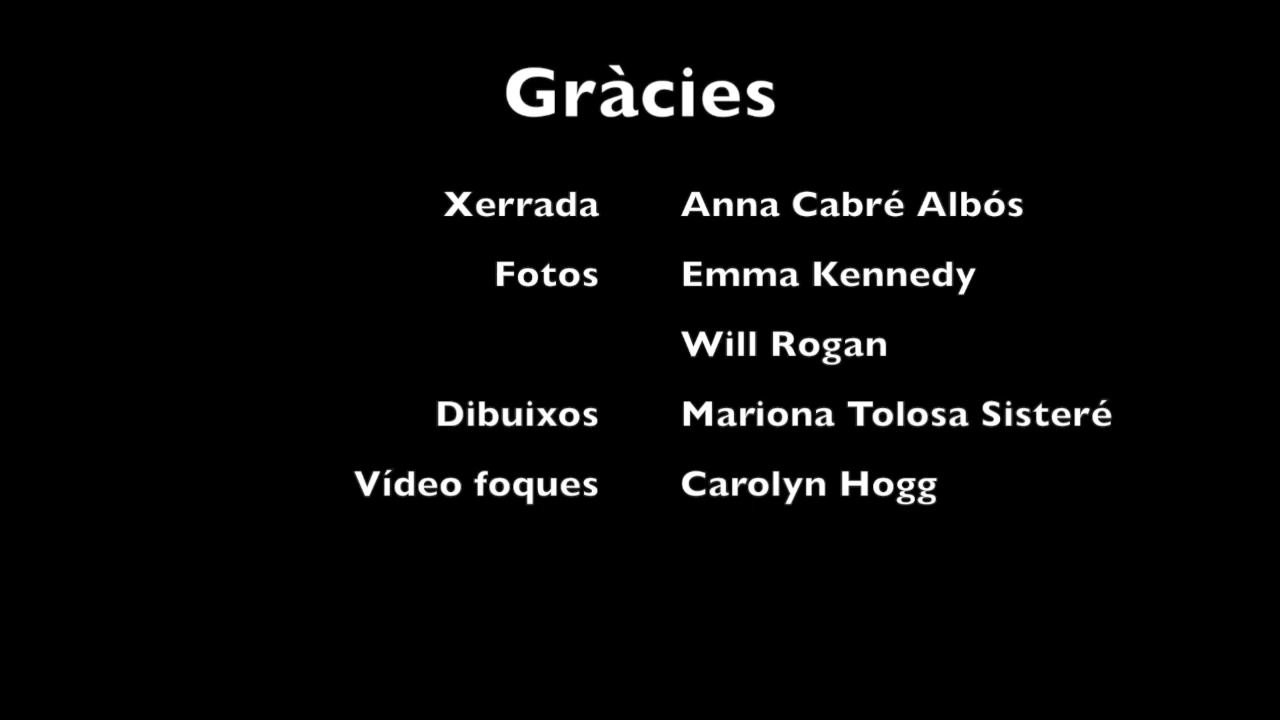 Gràcies
Xerrada Anna Cabré Albós
Fotos Emma Kennedy
Will Rogan
Dibuixos Mariona Tolosa Sisteré
Vídeo foques Carolyn Hogg